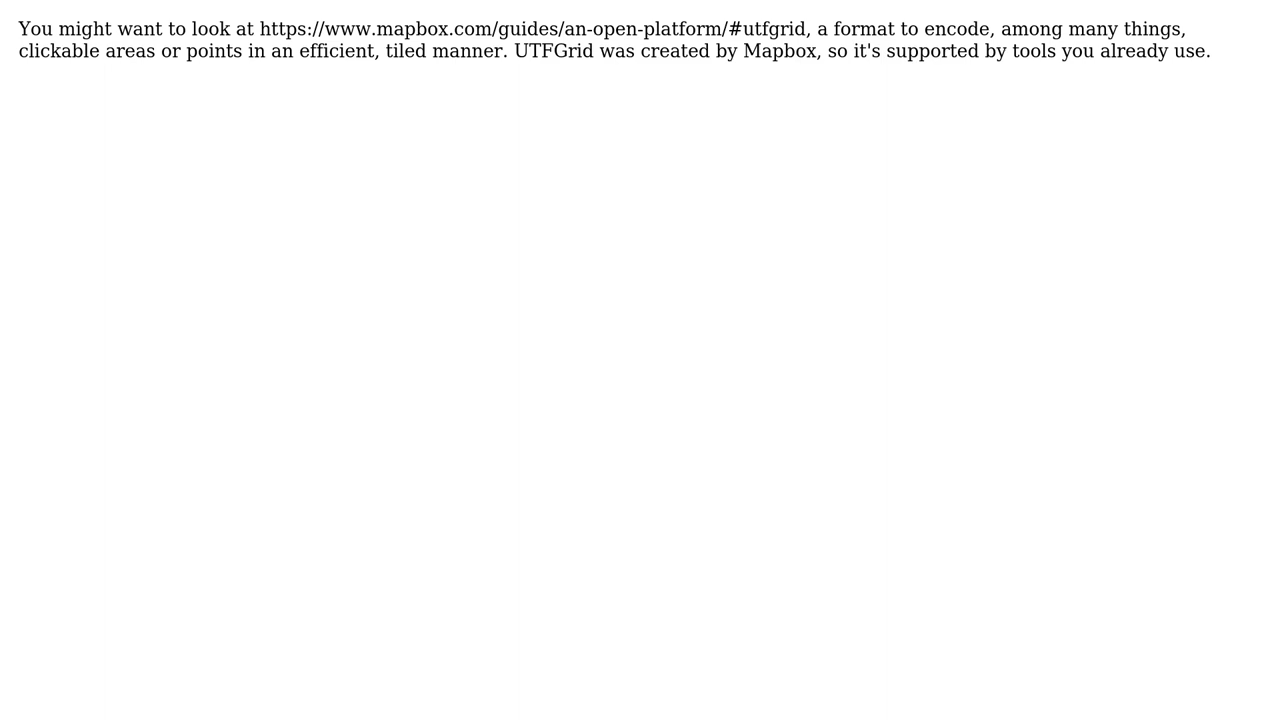 You might want to look at https://www.mapbox.com/guides/an-open-platform/#utfgrid, a format to encode, among many things,
clickable areas or points in an efficient, tiled manner. UTFGrid was created by Mapbox, so it's supported by tools you already use.